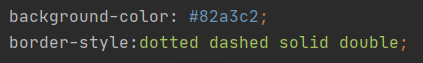 background-color: #82a3c2;
border-style:dotted dashed solid double;